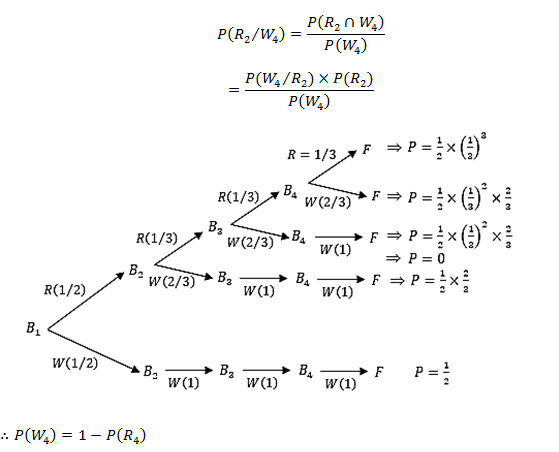 P(R₂/W₄) = P(R₂ ∩ W₄) / P(W₄)
= P(W₄/R₂) × P(R₂) / P(W₄)
R = 1/3 F ⇒ P = 1/2 × (1/3)³
R(1/3) B₄ W(2/3) F ⇒ P = 1/2 × (1/3)² × 2/3
R(1/3) B₃ W(2/3) B₄ W(1) F ⇒ P = 1/2 × (1/3)² × 2/3
⇒ P = 0
R(1/2) B₂ W(2/3) B₃ W(1) B₄ W(1) F ⇒ P = 1/2 × 2/3
B₁
W(1/2) B₂ W(1) B₃ W(1) B₄ W(1) F P = 1/2
∴ P(W₄) = 1 − P(R₄)